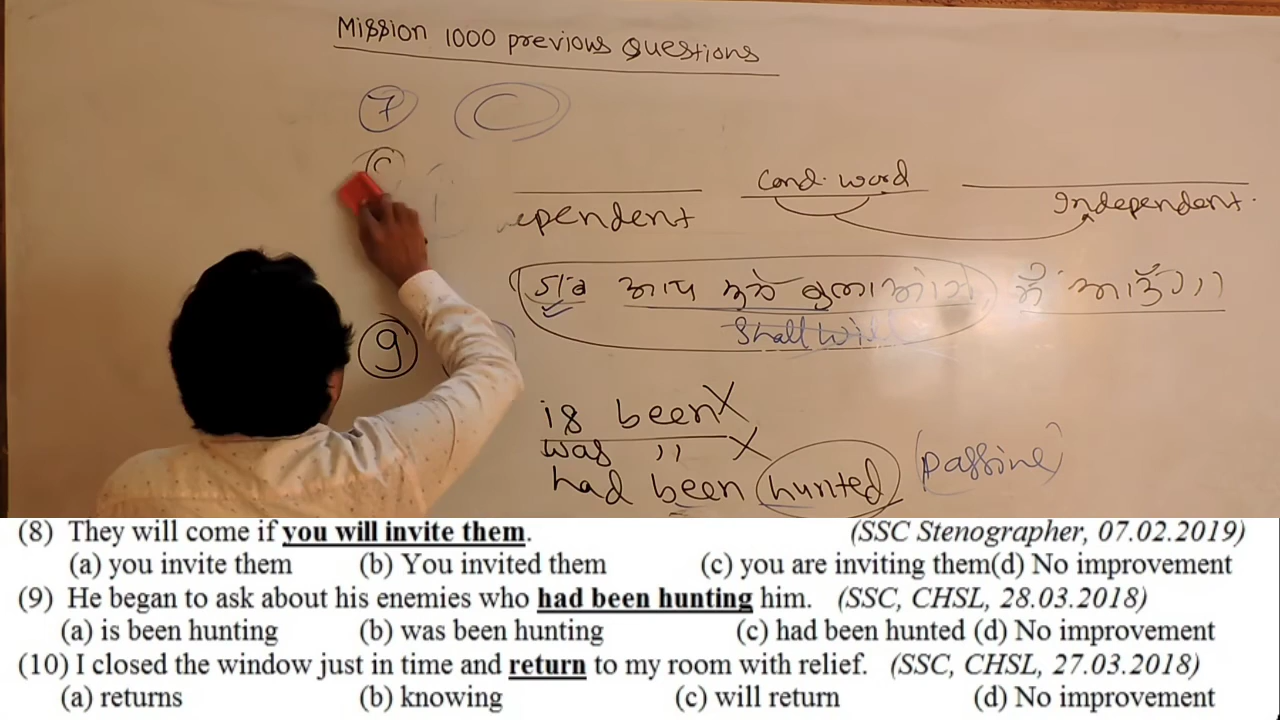 Mission 1000 previous Questions
7 C
Cond. word
ependent Independent.
Shall will
9
is been X
was ,, X
had been hunted (passive)
(8) They will come if you will invite them. (SSC Stenographer, 07.02.2019)
(a) you invite them (b) You invited them (c) you are inviting them(d) No improvement
(9) He began to ask about his enemies who had been hunting him. (SSC, CHSL, 28.03.2018)
(a) is been hunting (b) was been hunting (c) had been hunted (d) No improvement
(10) I closed the window just in time and return to my room with relief. (SSC, CHSL, 27.03.2018)
(a) returns (b) knowing (c) will return (d) No improvement